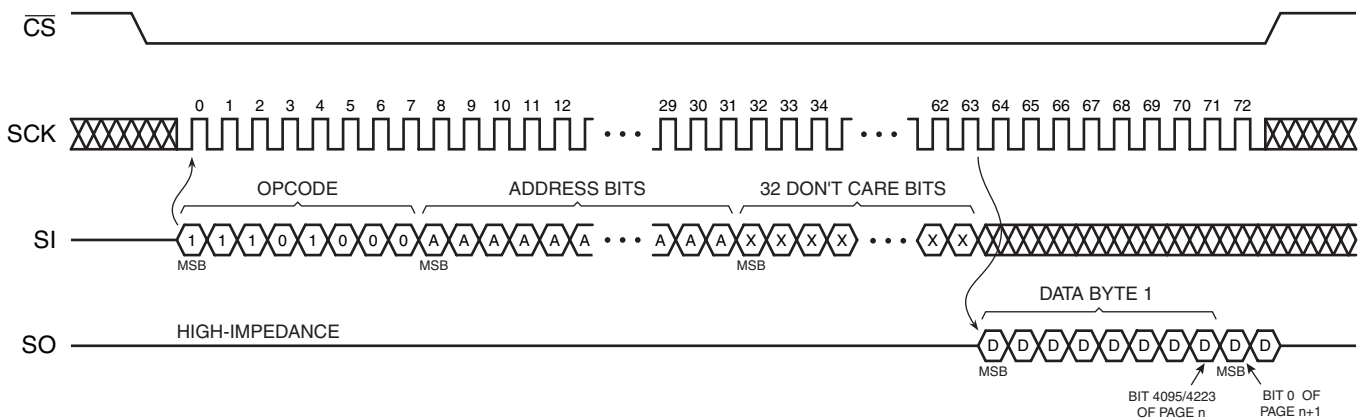 CS
0 1 2 3 4 5 6 7 8 9 10 11 12 29 30 31 32 33 34 62 63 64 65 66 67 68 69 70 71 72
SCK
OPCODE ADDRESS BITS 32 DON'T CARE BITS
SI 1 1 1 0 1 0 0 0 A A A A A A A A A X X X X X X
MSB MSB MSB
DATA BYTE 1
HIGH-IMPEDANCE
SO D D D D D D D D D D
MSB MSB
BIT 4095/4223
OF PAGE n
BIT 0 OF
PAGE n+1